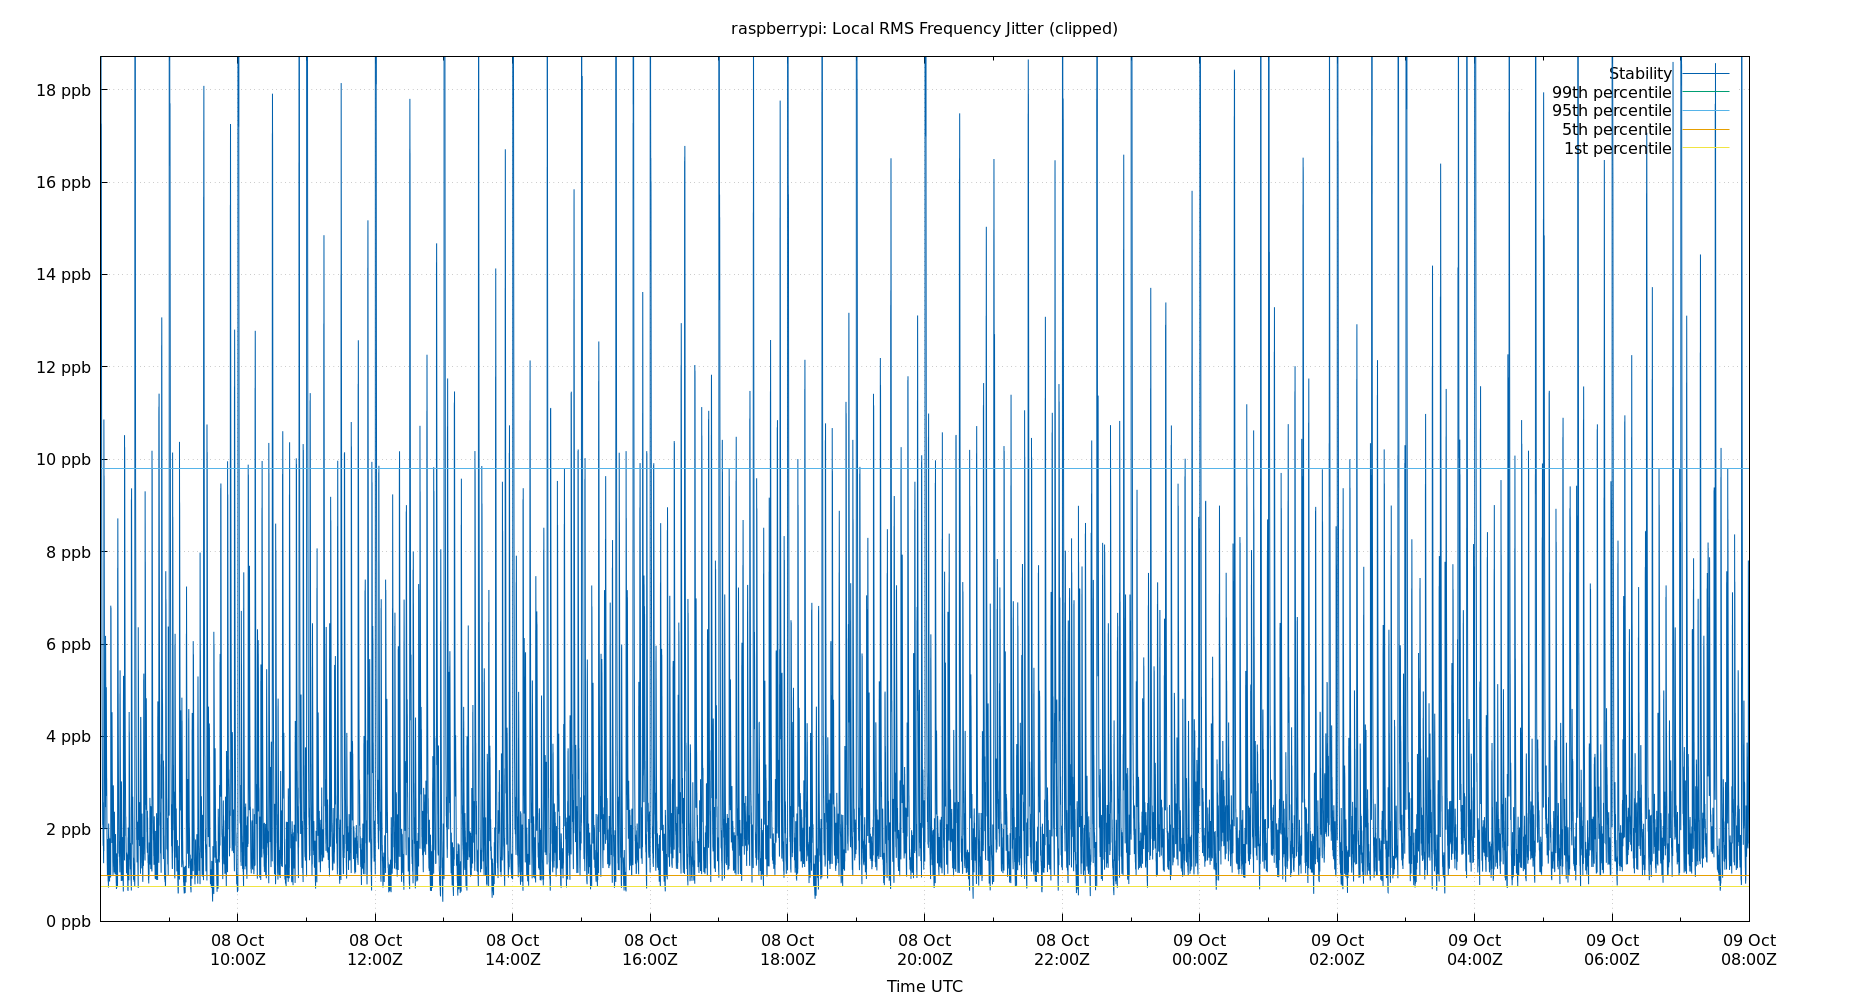 raspberrypi: Local RMS Frequency Jitter (clipped)
Stability
99th percentile
95th percentile
5th percentile
1st percentile
18 ppb
16 ppb
14 ppb
12 ppb
10 ppb
8 ppb
6 ppb
4 ppb
2 ppb
0 ppb
08 Oct 08 Oct 08 Oct 08 Oct 08 Oct 08 Oct 08 Oct 09 Oct 09 Oct 09 Oct 09 Oct 09 Oct
10:00Z 12:00Z 14:00Z 16:00Z 18:00Z 20:00Z 22:00Z 00:00Z 02:00Z 04:00Z 06:00Z 08:00Z
Time UTC